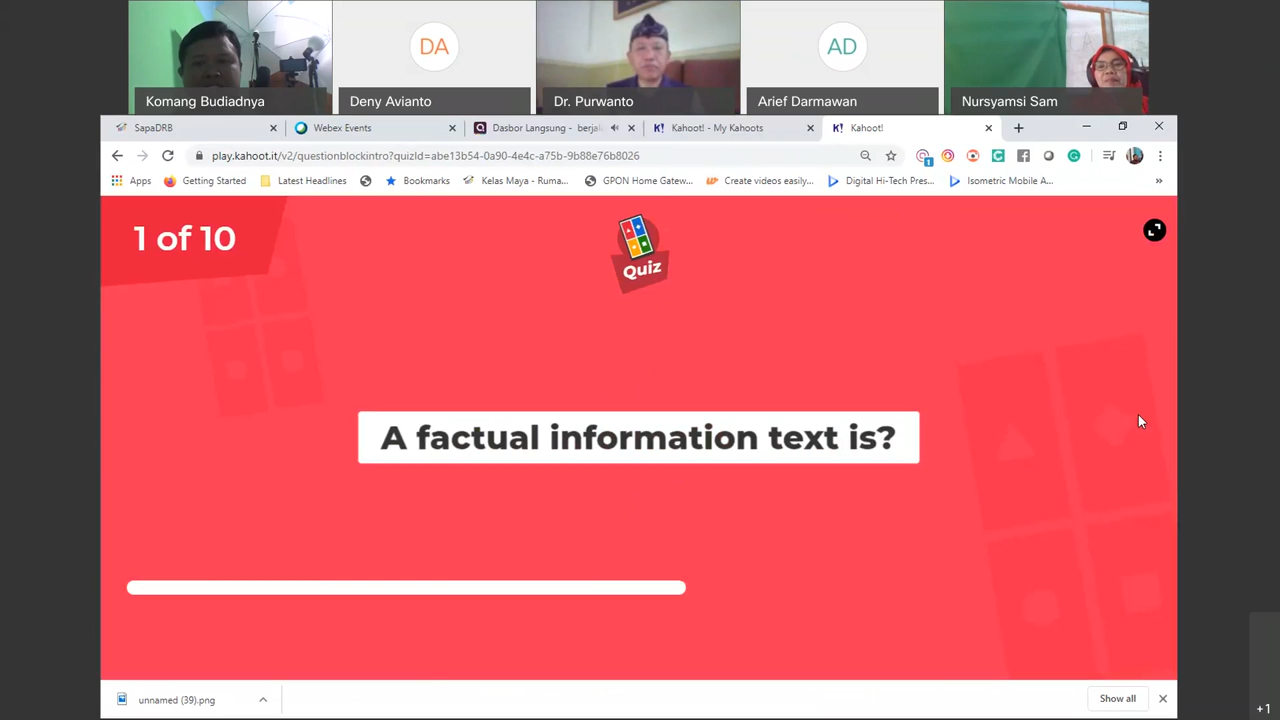 DA
AD
Komang Budiadnya
Deny Avianto
Dr. Purwanto
Arief Darmawan
Nursyamsi Sam
SapaDRB
Webex Events
Dasbor Langsung - berjal
Kahoot! - My Kahoots
Kahoot!
play.kahoot.it/v2/questionblockintro?quizId=abe13b54-0a90-4e4c-a75b-9b88e76b8026
1
Apps
Getting Started
Latest Headlines
Bookmarks
Kelas Maya - Ruma...
GPON Home Gatew...
Create videos easily...
Digital Hi-Tech Pres...
Isometric Mobile A...
»
1 of 10
Quiz
A factual information text is?
unnamed (39).png
Show all
+1